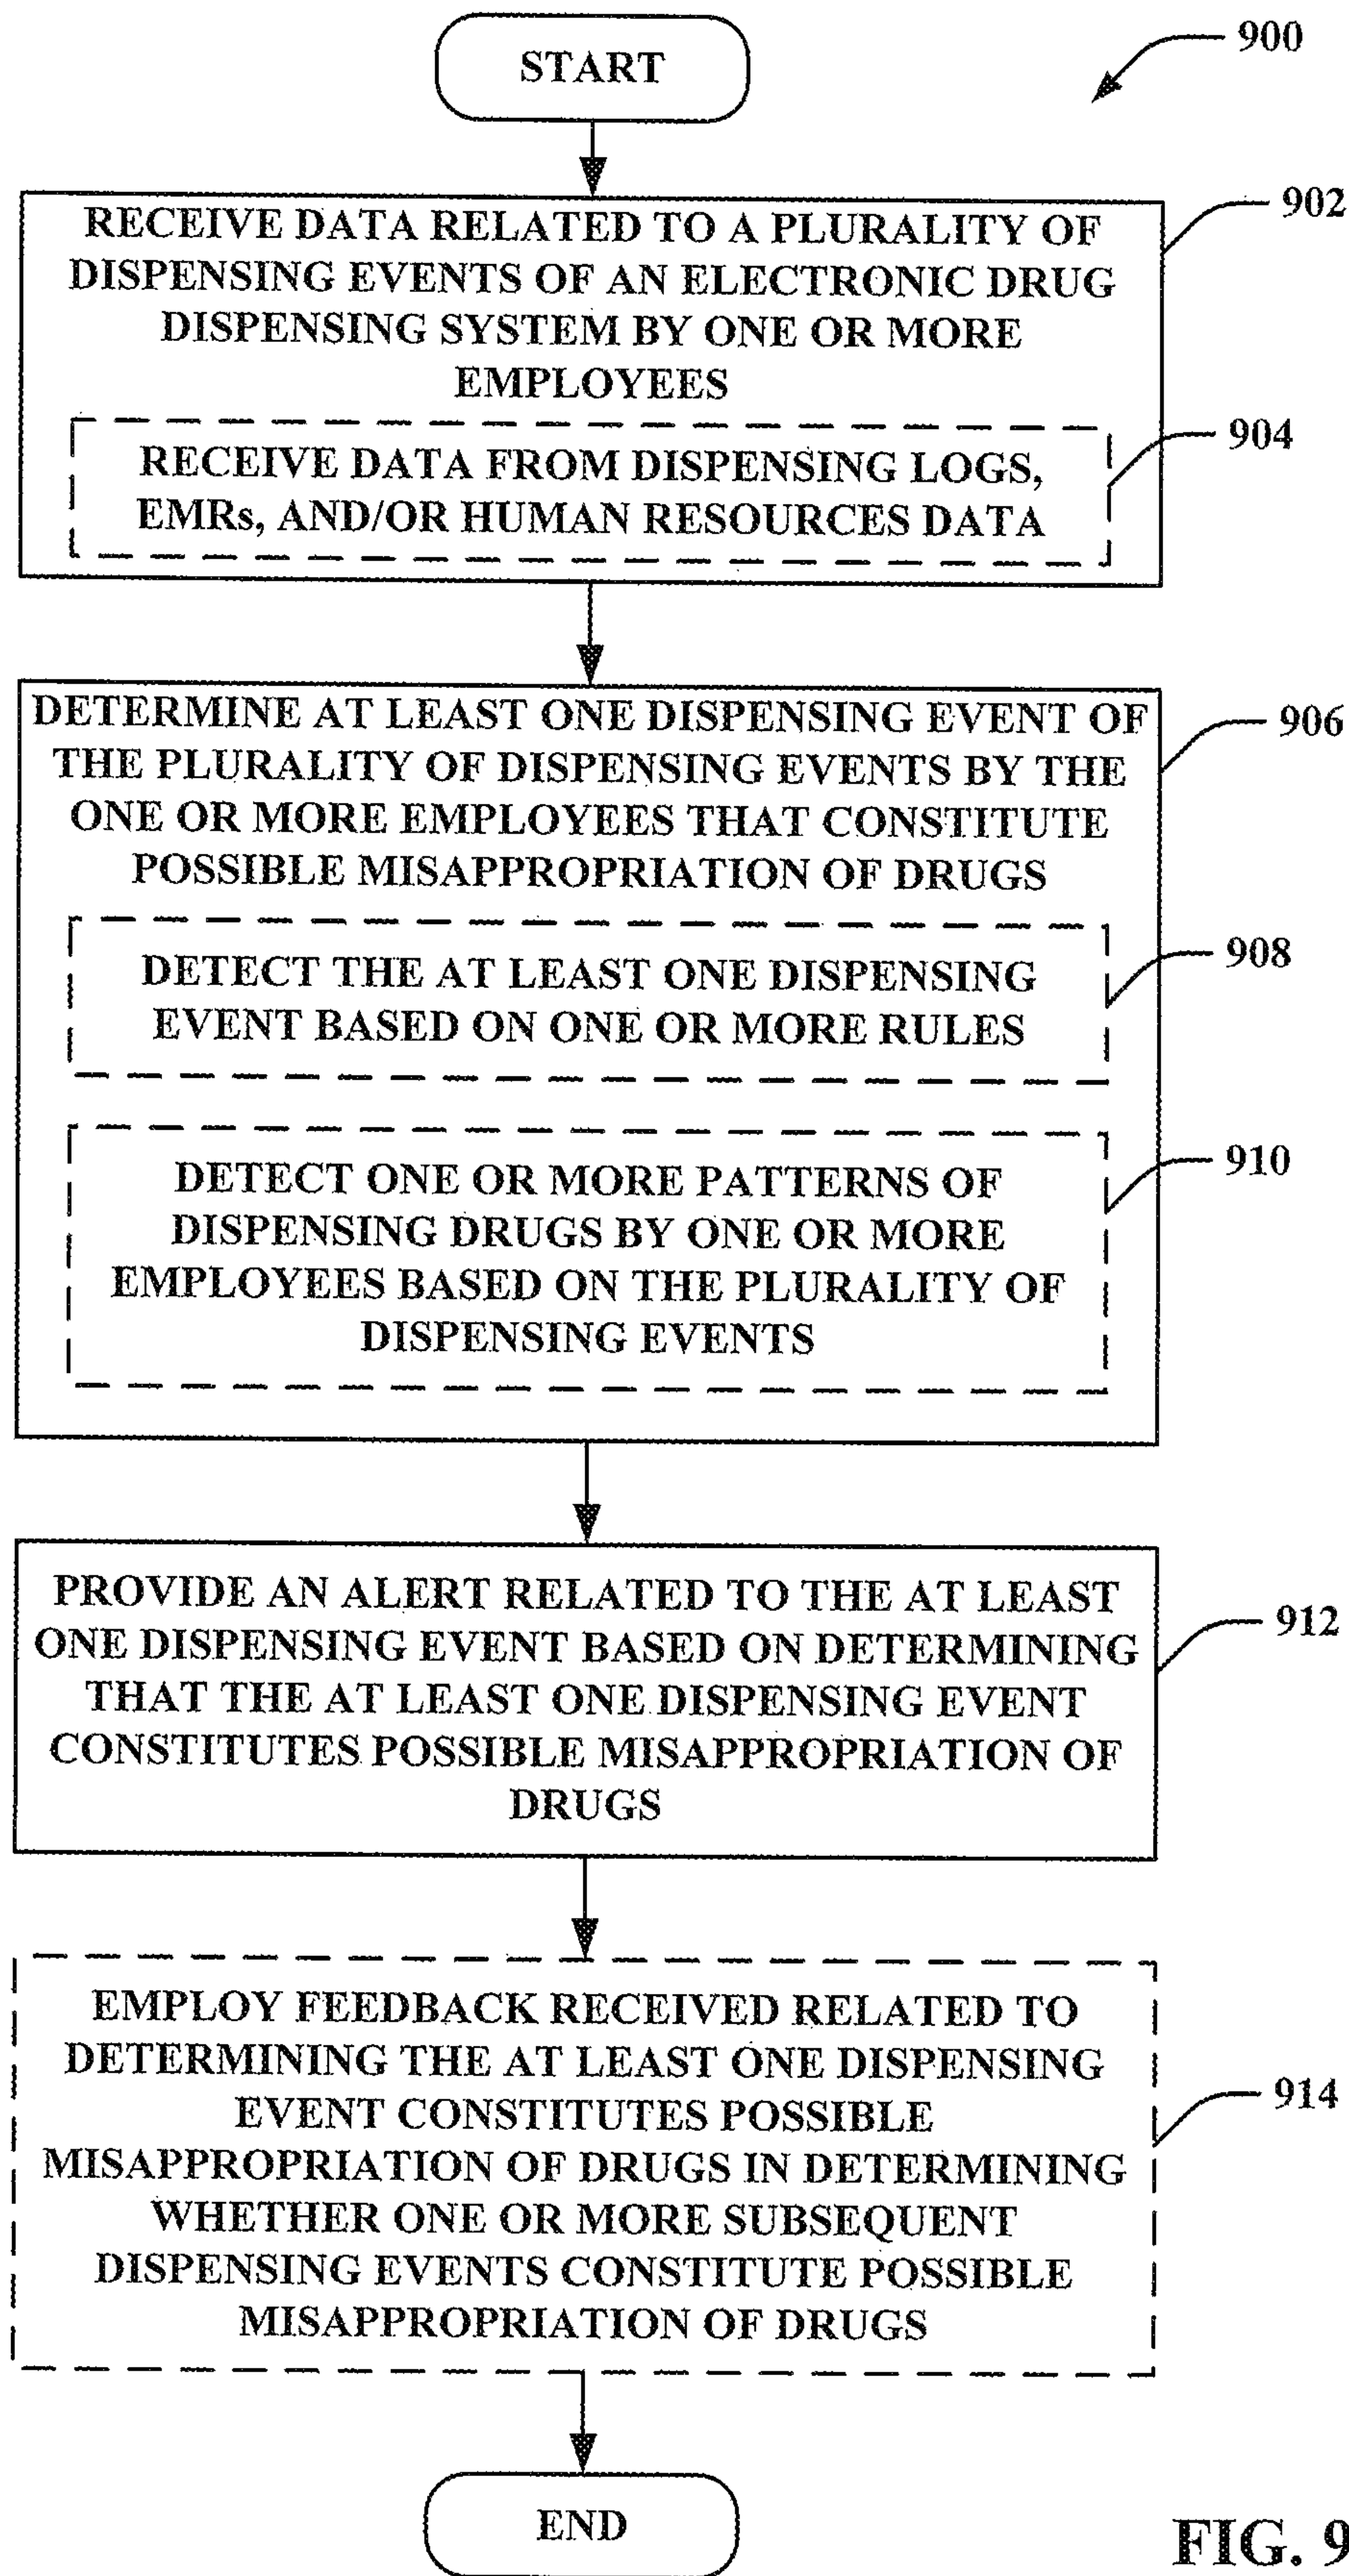 START
900
RECEIVE DATA RELATED TO A PLURALITY OF
DISPENSING EVENTS OF AN ELECTRONIC DRUG
DISPENSING SYSTEM BY ONE OR MORE
EMPLOYEES
902
RECEIVE DATA FROM DISPENSING LOGS,
EMRs, AND/OR HUMAN RESOURCES DATA
904
DETERMINE AT LEAST ONE DISPENSING EVENT OF
THE PLURALITY OF DISPENSING EVENTS BY THE
ONE OR MORE EMPLOYEES THAT CONSTITUTE
POSSIBLE MISAPPROPRIATION OF DRUGS
906
DETECT THE AT LEAST ONE DISPENSING
EVENT BASED ON ONE OR MORE RULES
908
DETECT ONE OR MORE PATTERNS OF
DISPENSING DRUGS BY ONE OR MORE
EMPLOYEES BASED ON THE PLURALITY OF
DISPENSING EVENTS
910
PROVIDE AN ALERT RELATED TO THE AT LEAST
ONE DISPENSING EVENT BASED ON DETERMINING
THAT THE AT LEAST ONE DISPENSING EVENT
CONSTITUTES POSSIBLE MISAPPROPRIATION OF
DRUGS
912
EMPLOY FEEDBACK RECEIVED RELATED TO
DETERMINING THE AT LEAST ONE DISPENSING
EVENT CONSTITUTES POSSIBLE
MISAPPROPRIATION OF DRUGS IN DETERMINING
WHETHER ONE OR MORE SUBSEQUENT
DISPENSING EVENTS CONSTITUTE POSSIBLE
MISAPPROPRIATION OF DRUGS
914
END
FIG. 9